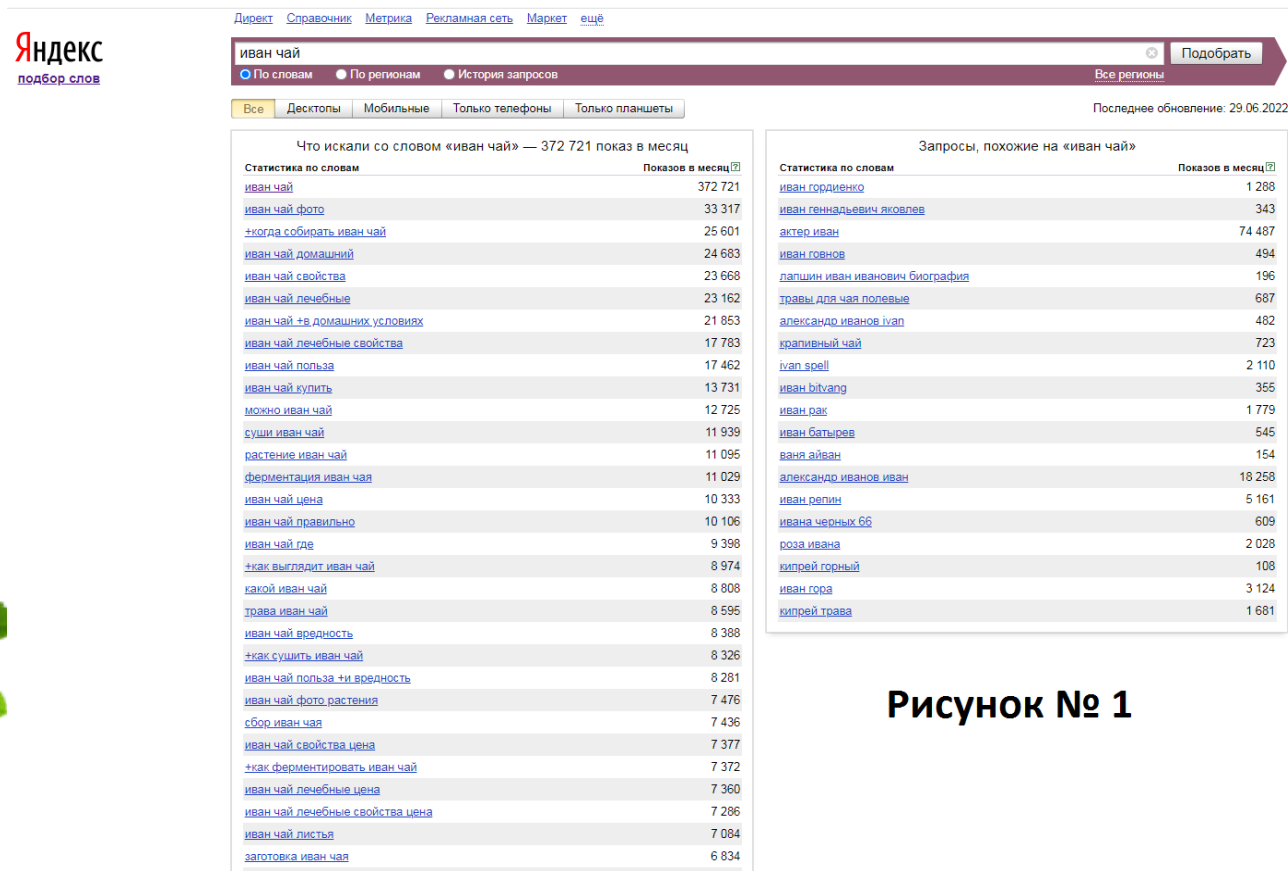 Директ Справочник Метрика Рекламная сеть Маркет ещё
Яндекс
подбор слов
иван чай
Подобрать
По словам По регионам История запросов Все регионы
Все Десктопы Мобильные Только телефоны Только планшеты
Последнее обновление: 29.06.2022
Что искали со словом «иван чай» — 372 721 показ в месяц
Статистика по словам Показов в месяц ?
иван чай 372 721
иван чай фото 33 317
+когда собирать иван чай 25 601
иван чай домашний 24 683
иван чай свойства 23 668
иван чай лечебные 23 162
иван чай +в домашних условиях 21 853
иван чай лечебные свойства 17 783
иван чай польза 17 462
иван чай купить 13 731
можно иван чай 12 725
суши иван чай 11 939
растение иван чай 11 095
ферментация иван чая 11 029
иван чай цена 10 333
иван чай правильно 10 106
иван чай где 9 398
+как выглядит иван чай 8 974
какой иван чай 8 808
трава иван чай 8 595
иван чай вредность 8 388
+как сушить иван чай 8 326
иван чай польза +и вредность 8 281
иван чай фото растения 7 476
сбор иван чая 7 436
иван чай свойства цена 7 377
+как ферментировать иван чай 7 372
иван чай лечебные цена 7 360
иван чай лечебные свойства цена 7 286
иван чай листья 7 084
заготовка иван чая 6 834
Запросы, похожие на «иван чай»
Статистика по словам Показов в месяц ?
иван гордиенко 1 288
иван геннадьевич яковлев 343
актер иван 74 487
иван говнов 494
лапшин иван иванович биография 196
травы для чая полевые 687
александр иванов ivan 482
крапивный чай 723
ivan spell 2 110
иван bitvang 355
иван рак 1 779
иван батырев 545
ваня айван 154
александр иванов иван 18 258
иван репин 5 161
ивана черных 66 609
роза ивана 2 028
кипрей горный 108
иван гора 3 124
кипрей трава 1 681
Рисунок № 1